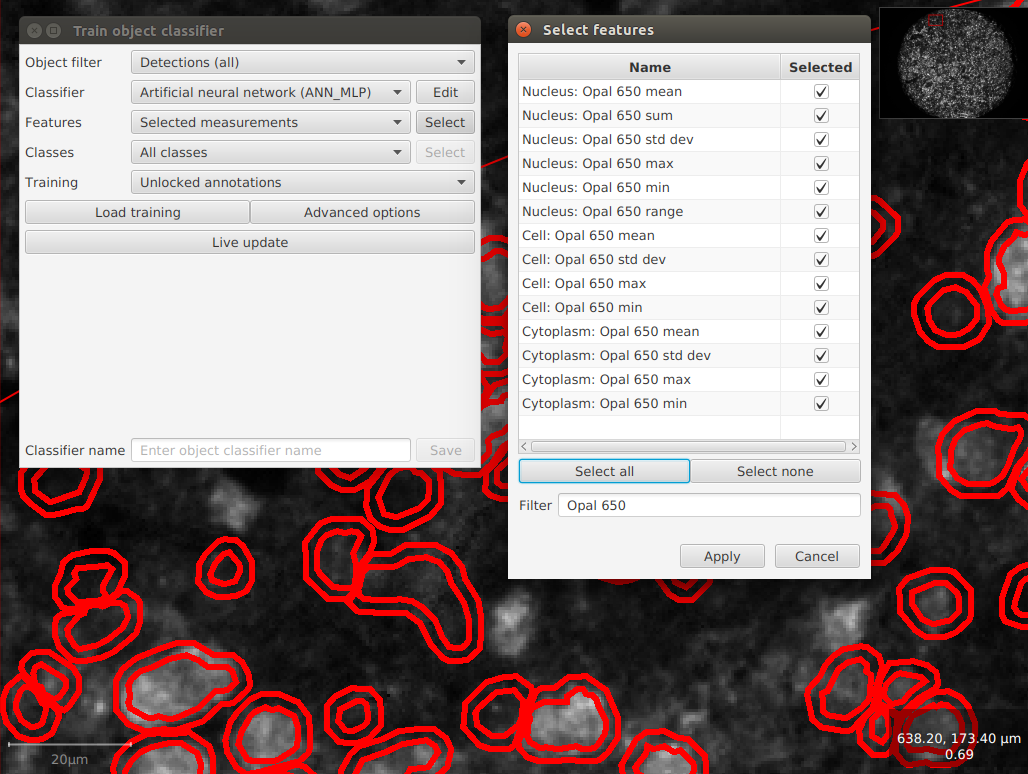 Train object classifier
Object filter Detections (all)
Classifier Artificial neural network (ANN_MLP) Edit
Features Selected measurements Select
Classes All classes Select
Training Unlocked annotations
Load training Advanced options
Live update
Classifier name Enter object classifier name Save
Select features
Name Selected
Nucleus: Opal 650 mean
Nucleus: Opal 650 sum
Nucleus: Opal 650 std dev
Nucleus: Opal 650 max
Nucleus: Opal 650 min
Nucleus: Opal 650 range
Cell: Opal 650 mean
Cell: Opal 650 std dev
Cell: Opal 650 max
Cell: Opal 650 min
Cytoplasm: Opal 650 mean
Cytoplasm: Opal 650 std dev
Cytoplasm: Opal 650 max
Cytoplasm: Opal 650 min
Select all Select none
Filter Opal 650
Apply Cancel
20µm
638.20, 173.40 µm
0.69